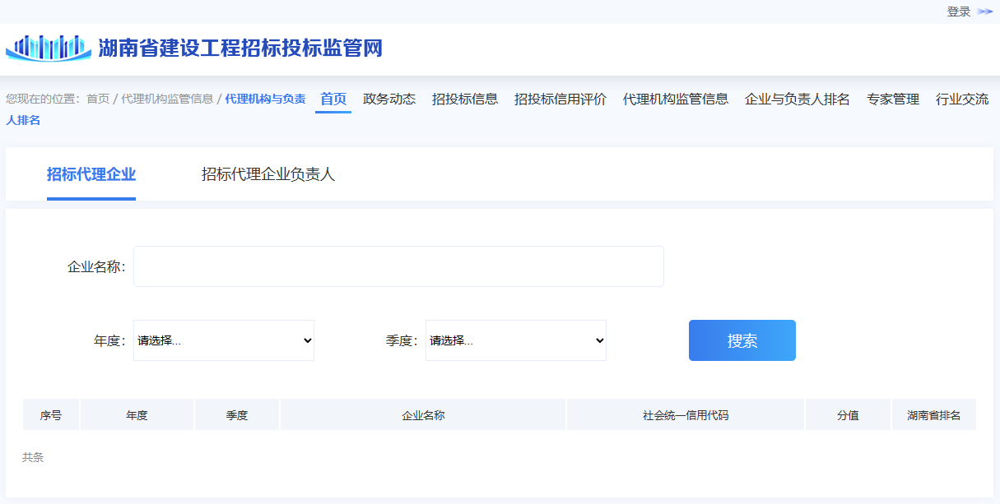 登录
湖南省建设工程招标投标监管网
您现在的位置：首页 / 代理机构监管信息 / 代理机构与负责人排名
首页 政务动态 招投标信息 招投标信用评价 代理机构监管信息 企业与负责人排名 专家管理 行业交流
招标代理企业 招标代理企业负责人
企业名称：
年度： 请选择... 季度： 请选择... 搜索
序号 年度 季度 企业名称 社会统一信用代码 分值 湖南省排名
共条